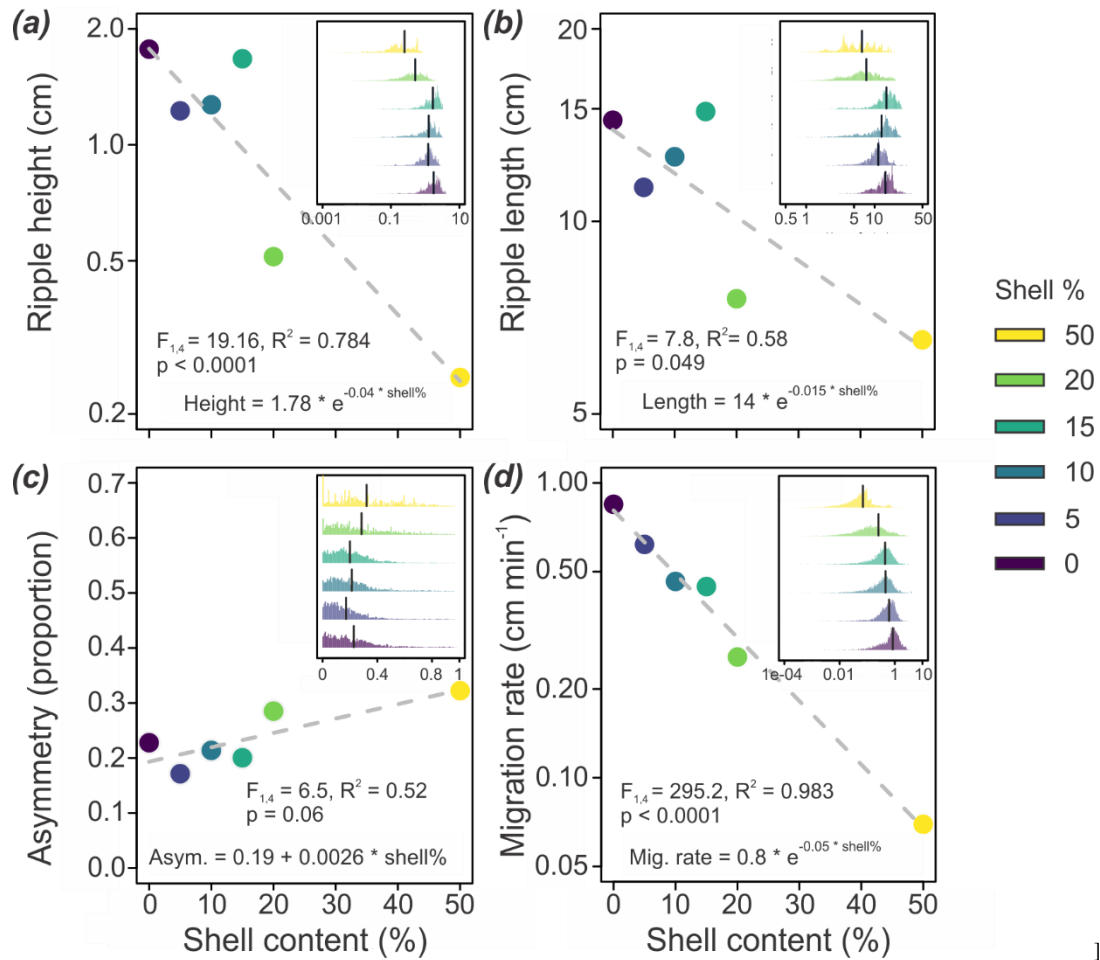 (a)
2.0
1.0
0.5
0.2
Ripple height (cm)
0.001 0.1 10
F1,4 = 19.16, R2 = 0.784
p < 0.0001
Height = 1.78 * e-0.04 * shell%
(b)
20
15
10
5
Ripple length (cm)
0.5 1 5 10 50
F1,4 = 7.8, R2 = 0.58
p = 0.049
Length = 14 * e-0.015 * shell%
Shell %
50
20
15
10
5
0
(c)
0.7
0.6
0.5
0.4
0.3
0.2
0.1
0.0
Asymmetry (proportion)
0 0.4 0.8 1
F1,4 = 6.5, R2 = 0.52
p = 0.06
Asym. = 0.19 + 0.0026 * shell%
0 10 20 30 40 50
Shell content (%)
(d)
1.00
0.50
0.20
0.10
0.05
Migration rate (cm min-1)
1e-04 0.01 1 10
F1,4 = 295.2, R2 = 0.983
p < 0.0001
Mig. rate = 0.8 * e-0.05 * shell%
0 10 20 30 40 50
Shell content (%)